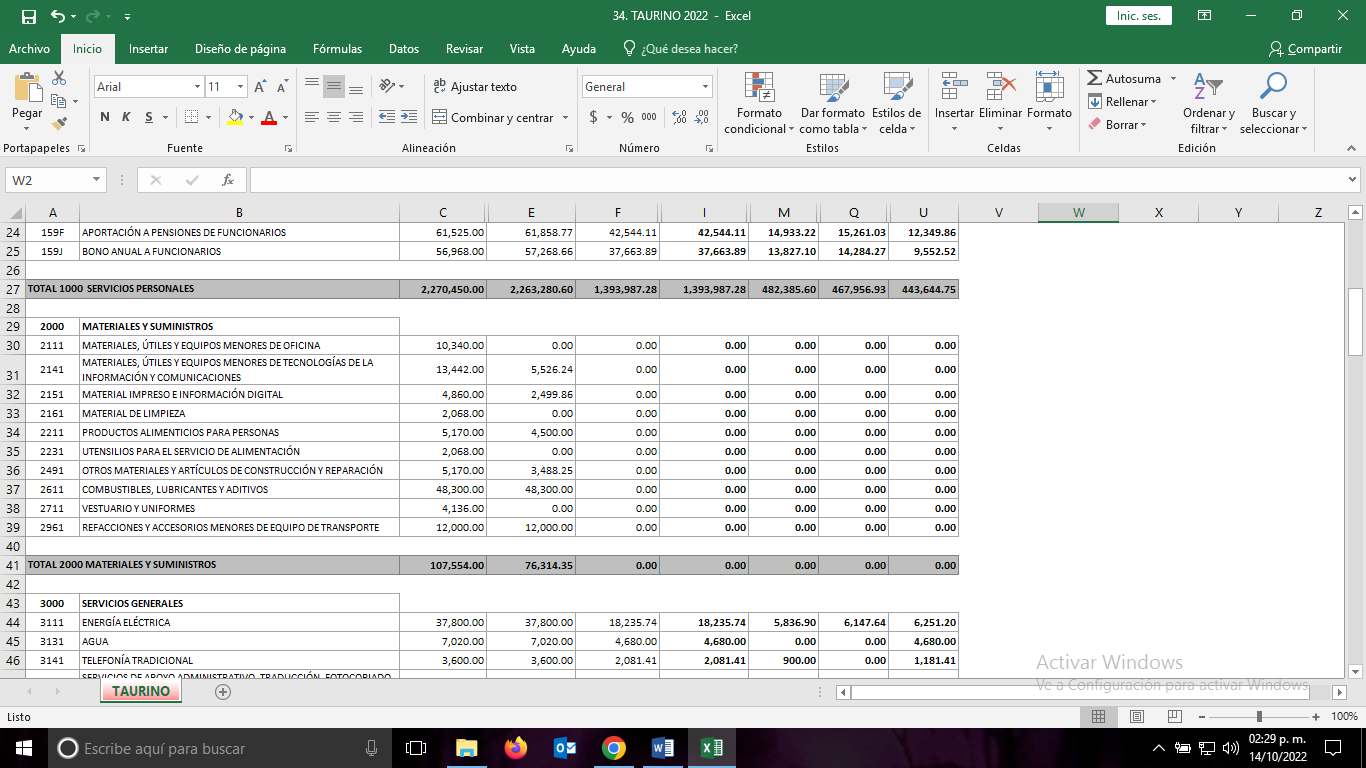 34. TAURINO 2022 - Excel
Inic. ses.
Archivo Inicio Insertar Diseño de página Fórmulas Datos Revisar Vista Ayuda ¿Qué desea hacer? Compartir
Pegar
Portapapeles
Arial 11
N K S
Fuente
Ajustar texto
Combinar y centrar
Alineación
General
$ % 000
Número
Formato condicional
Dar formato como tabla
Estilos de celda
Estilos
Insertar Eliminar Formato
Celdas
Autosuma
Rellenar
Borrar
Ordenar y filtrar
Buscar y seleccionar
Edición
W2 fx
A B C E F I M Q U V W X Y Z
24 159F APORTACIÓN A PENSIONES DE FUNCIONARIOS 61,525.00 61,858.77 42,544.11 42,544.11 14,933.22 15,261.03 12,349.86
25 159J BONO ANUAL A FUNCIONARIOS 56,968.00 57,268.66 37,663.89 37,663.89 13,827.10 14,284.27 9,552.52
26
27 TOTAL 1000 SERVICIOS PERSONALES 2,270,450.00 2,263,280.60 1,393,987.28 1,393,987.28 482,385.60 467,956.93 443,644.75
28
29 2000 MATERIALES Y SUMINISTROS
30 2111 MATERIALES, ÚTILES Y EQUIPOS MENORES DE OFICINA 10,340.00 0.00 0.00 0.00 0.00 0.00 0.00
31 2141 MATERIALES, ÚTILES Y EQUIPOS MENORES DE TECNOLOGÍAS DE LA
INFORMACIÓN Y COMUNICACIONES 13,442.00 5,526.24 0.00 0.00 0.00 0.00 0.00
32 2151 MATERIAL IMPRESO E INFORMACIÓN DIGITAL 4,860.00 2,499.86 0.00 0.00 0.00 0.00 0.00
33 2161 MATERIAL DE LIMPIEZA 2,068.00 0.00 0.00 0.00 0.00 0.00 0.00
34 2211 PRODUCTOS ALIMENTICIOS PARA PERSONAS 5,170.00 4,500.00 0.00 0.00 0.00 0.00 0.00
35 2231 UTENSILIOS PARA EL SERVICIO DE ALIMENTACIÓN 2,068.00 0.00 0.00 0.00 0.00 0.00 0.00
36 2491 OTROS MATERIALES Y ARTÍCULOS DE CONSTRUCCIÓN Y REPARACIÓN 5,170.00 3,488.25 0.00 0.00 0.00 0.00 0.00
37 2611 COMBUSTIBLES, LUBRICANTES Y ADITIVOS 48,300.00 48,300.00 0.00 0.00 0.00 0.00 0.00
38 2711 VESTUARIO Y UNIFORMES 4,136.00 0.00 0.00 0.00 0.00 0.00 0.00
39 2961 REFACCIONES Y ACCESORIOS MENORES DE EQUIPO DE TRANSPORTE 12,000.00 12,000.00 0.00 0.00 0.00 0.00 0.00
40
41 TOTAL 2000 MATERIALES Y SUMINISTROS 107,554.00 76,314.35 0.00 0.00 0.00 0.00 0.00
42
43 3000 SERVICIOS GENERALES
44 3111 ENERGÍA ELÉCTRICA 37,800.00 37,800.00 18,235.74 18,235.74 5,836.90 6,147.64 6,251.20
45 3131 AGUA 7,020.00 7,020.00 4,680.00 4,680.00 0.00 0.00 4,680.00
46 3141 TELEFONÍA TRADICIONAL 3,600.00 3,600.00 2,081.41 2,081.41 900.00 0.00 1,181.41
SERVICIOS DE APOYO ADMINISTRATIVO, TRADUCCIÓN, FOTOCOPIADO
Activar Windows
Ve a Configuración para activar Windows.
TAURINO
Listo 100%
Escribe aquí para buscar
02:29 p. m.
14/10/2022